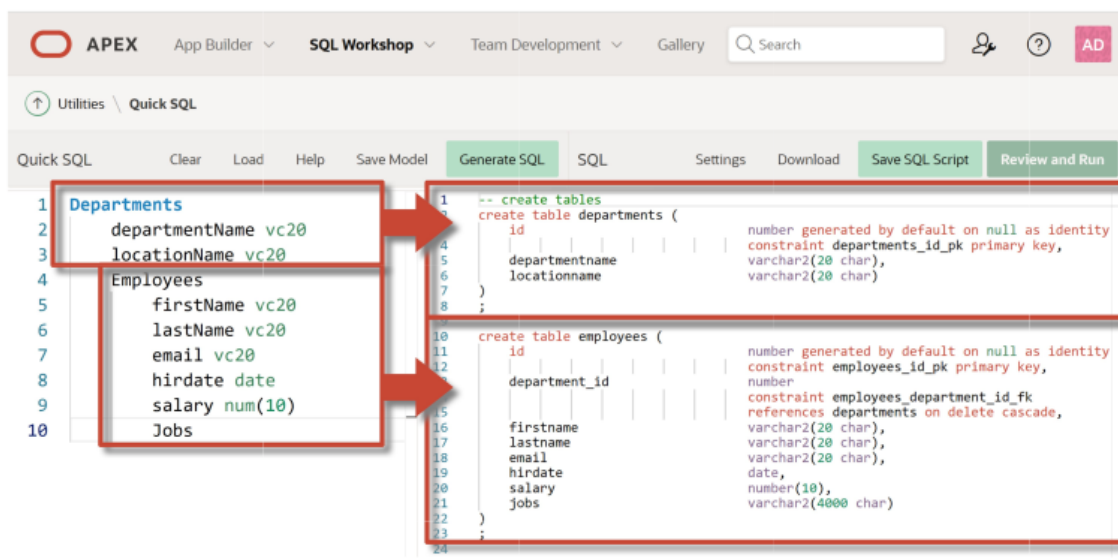 APEX App Builder SQL Workshop Team Development Gallery Search AD
Utilities \ Quick SQL
Quick SQL Clear Load Help Save Model Generate SQL SQL Settings Download Save SQL Script Review and Run
1 Departments
2 departmentName vc20
3 locationName vc20
4 Employees
5 firstName vc20
6 lastName vc20
7 email vc20
8 hirdate date
9 salary num(10)
10 Jobs
1 -- create tables
2 create table departments (
id number generated by default on null as identity
4 constraint departments_id_pk primary key,
5 departmentname varchar2(20 char),
6 locationname varchar2(20 char)
7 )
8 ;
10 create table employees (
11 id number generated by default on null as identity
12 constraint employees_id_pk primary key,
department_id number
constraint employees_department_id_fk
15 references departments on delete cascade,
16 firstname varchar2(20 char),
17 lastname varchar2(20 char),
18 email varchar2(20 char),
19 hirdate date,
20 salary number(10),
21 jobs varchar2(4000 char)
22 )
23 ;
24